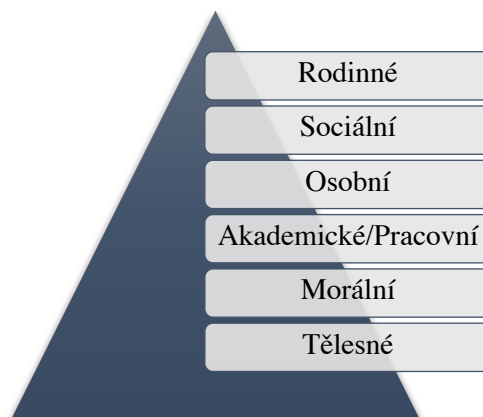 Rodinné
Sociální
Osobní
Akademické/Pracovní
Morální
Tělesné